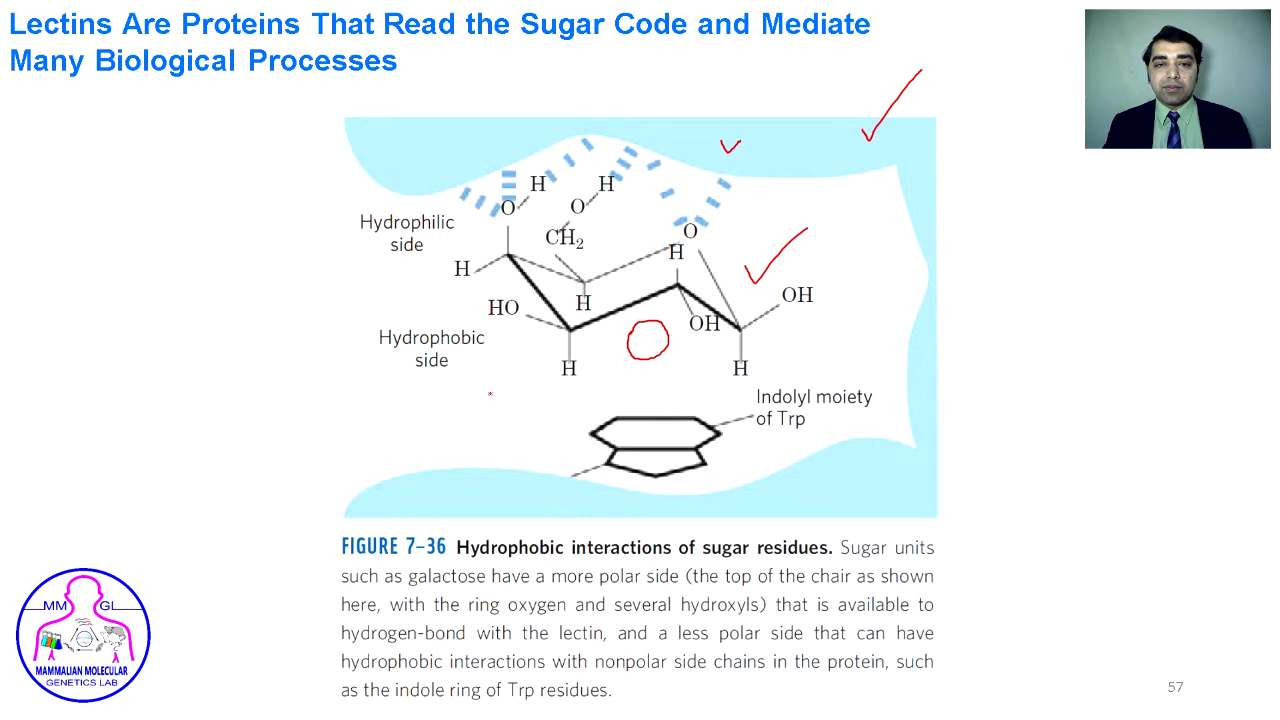 Lectins Are Proteins That Read the Sugar Code and Mediate
Many Biological Processes
H
H
O
O
Hydrophilic
side
CH2
O
H
H
H
OH
HO
OH
Hydrophobic
side
H
H
Indolyl moiety
of Trp
FIGURE 7–36 Hydrophobic interactions of sugar residues. Sugar units
such as galactose have a more polar side (the top of the chair as shown
here, with the ring oxygen and several hydroxyls) that is available to
hydrogen-bond with the lectin, and a less polar side that can have
hydrophobic interactions with nonpolar side chains in the protein, such
as the indole ring of Trp residues.
MM GL
MAMMALIAN MOLECULAR
GENETICS LAB
57